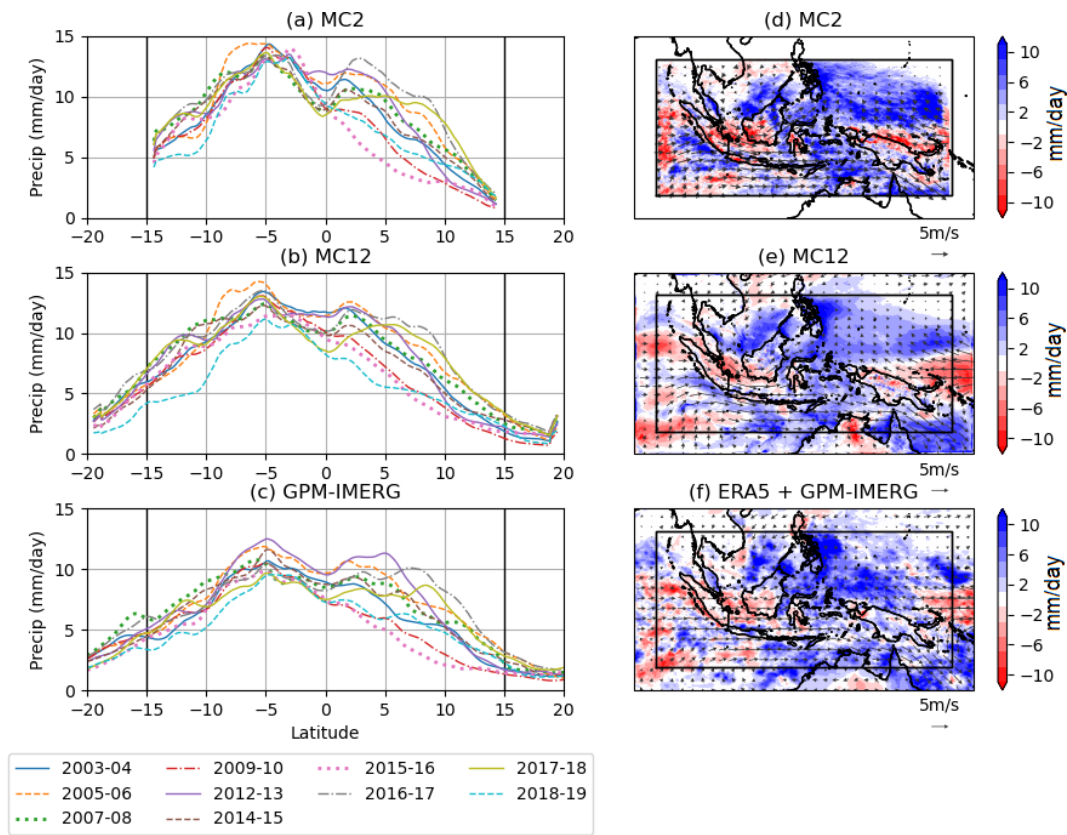 (a) MC2
Precip (mm/day)
15
10
5
0
−20 −15 −10 −5 0 5 10 15 20
(d) MC2
10
6
2
−2
−6
−10
mm/day
5m/s
(b) MC12
Precip (mm/day)
15
10
5
0
−20 −15 −10 −5 0 5 10 15 20
(e) MC12
10
6
2
−2
−6
−10
mm/day
5m/s
(c) GPM-IMERG
Precip (mm/day)
15
10
5
0
−20 −15 −10 −5 0 5 10 15 20
Latitude
(f) ERA5 + GPM-IMERG
10
6
2
−2
−6
−10
mm/day
5m/s
2003-04 2009-10 2015-16 2017-18
2005-06 2012-13 2016-17 2018-19
2007-08 2014-15